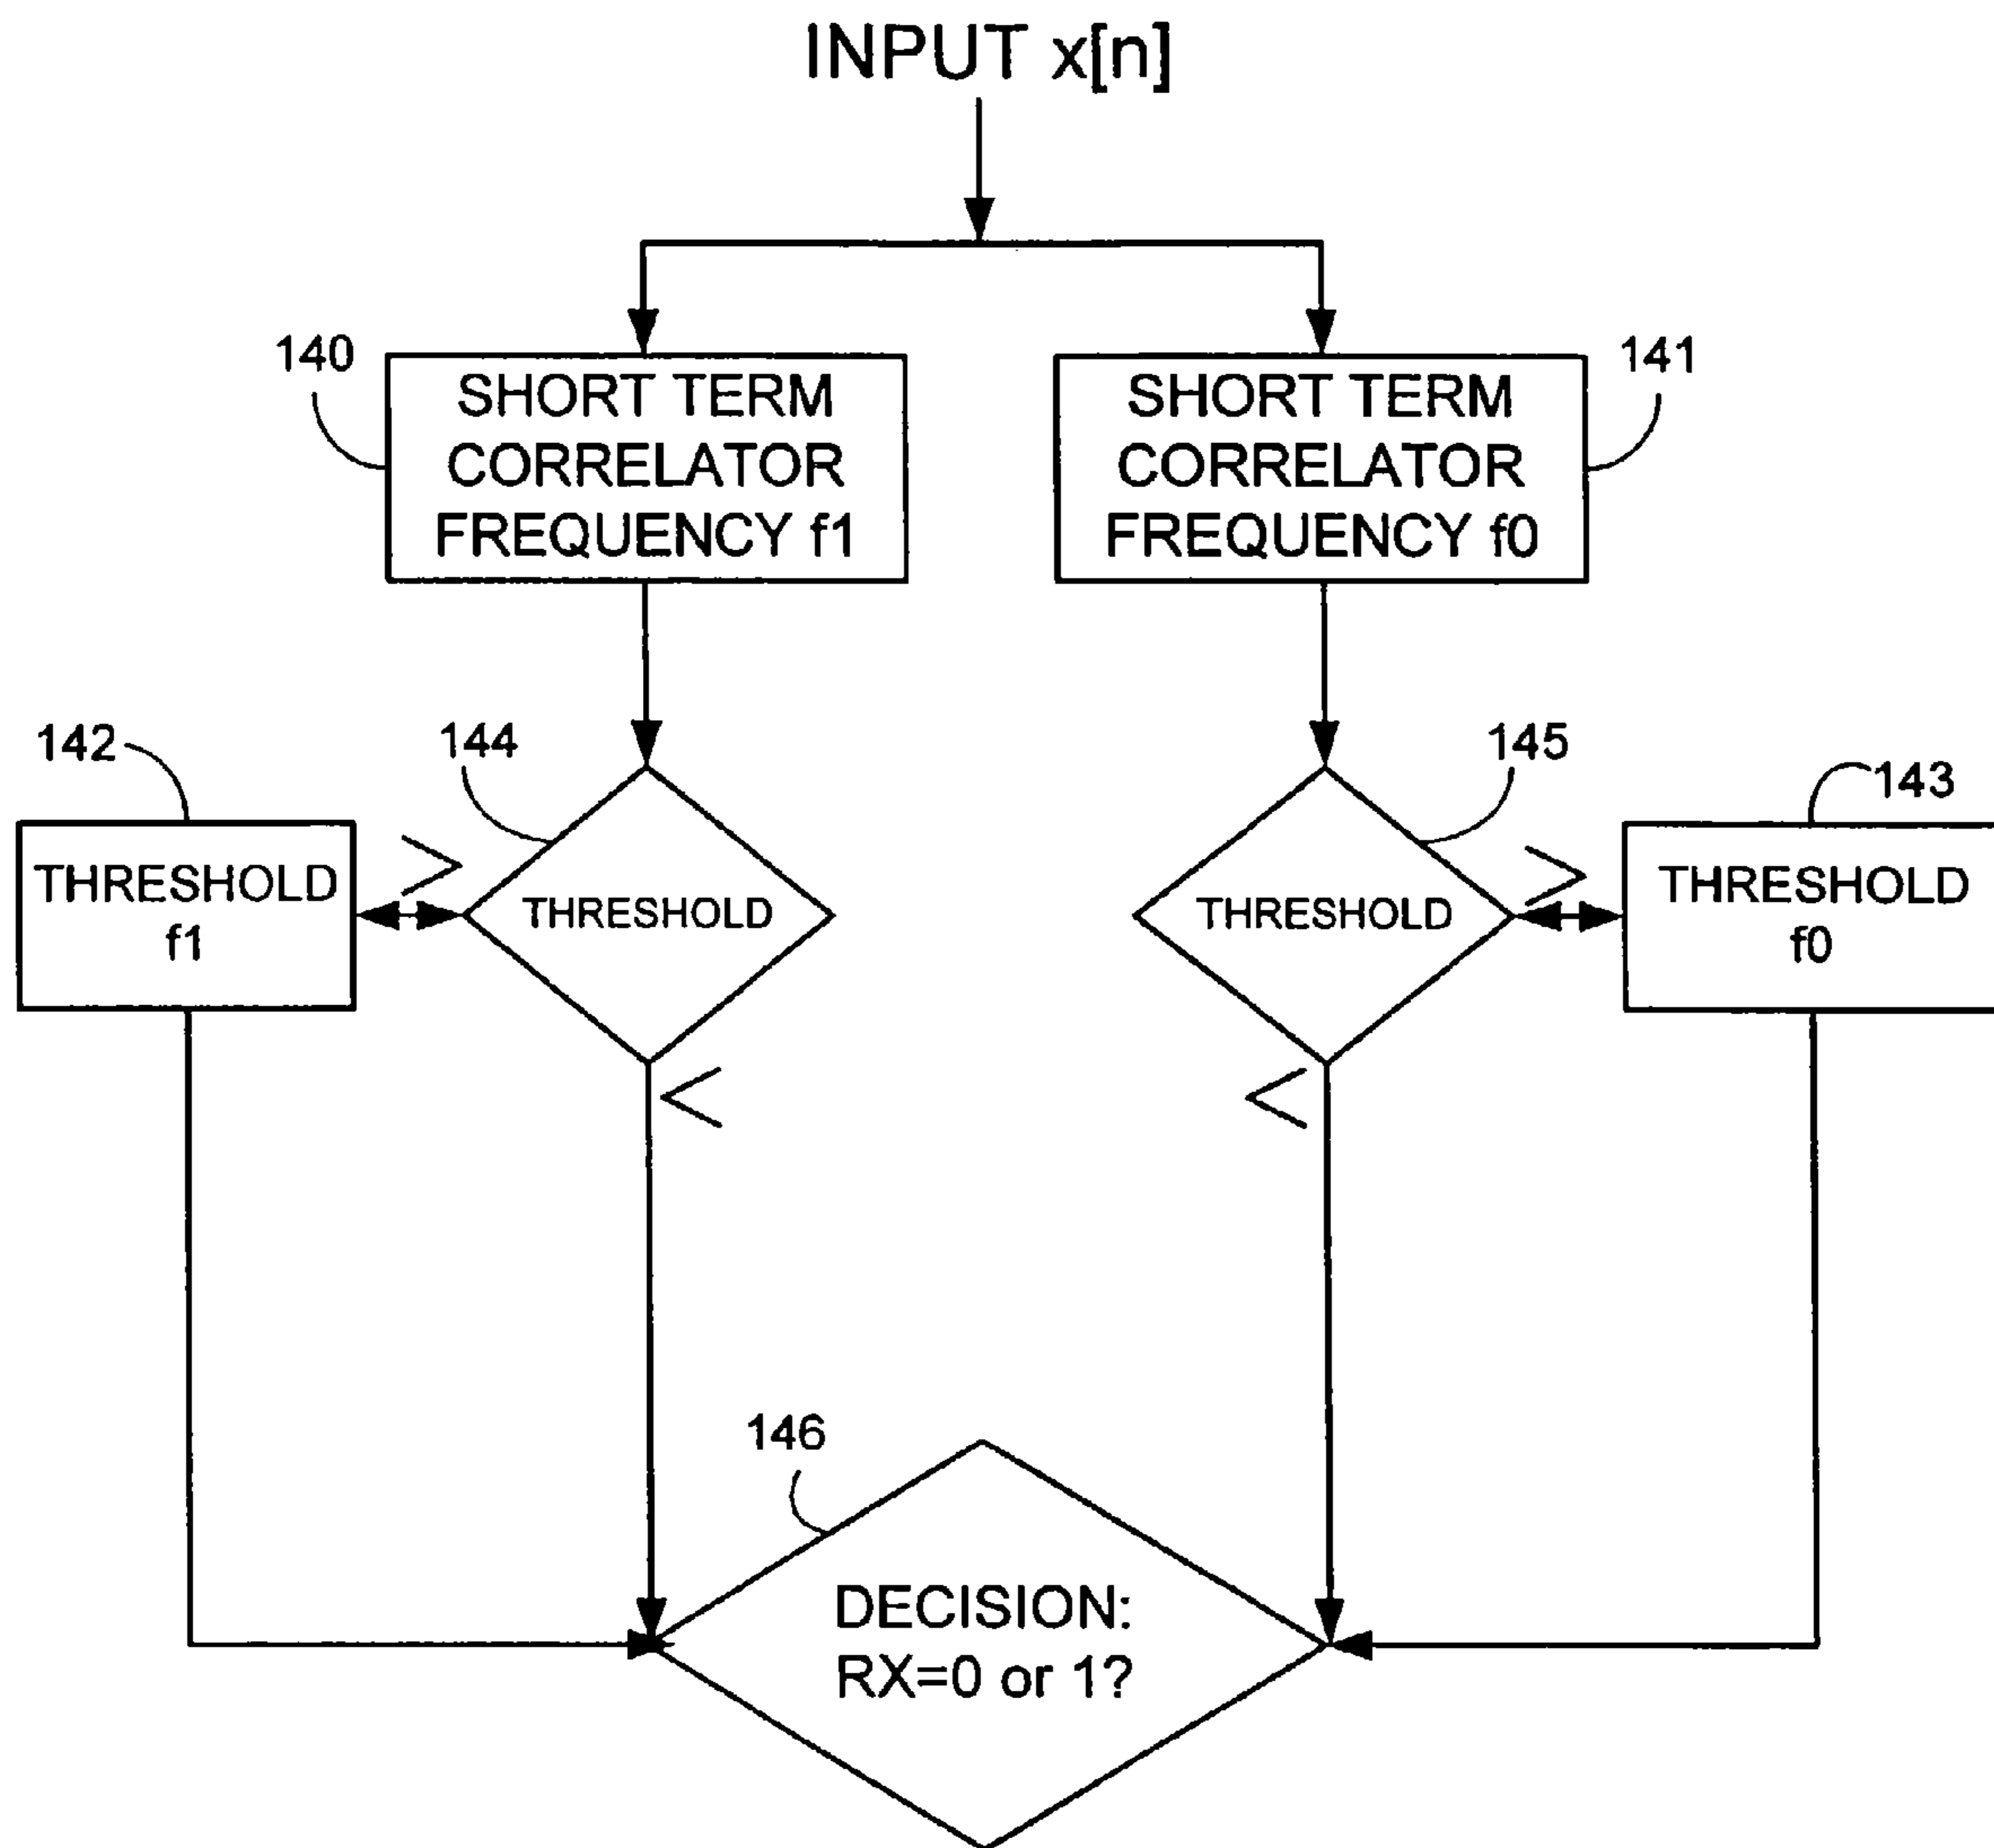 INPUT x[n]
140
SHORT TERM
CORRELATOR
FREQUENCY f1
SHORT TERM
CORRELATOR
FREQUENCY f0
141
142
144
145
143
THRESHOLD
f1
>
THRESHOLD
<
THRESHOLD
>
<
THRESHOLD
f0
146
DECISION:
RX=0 or 1?